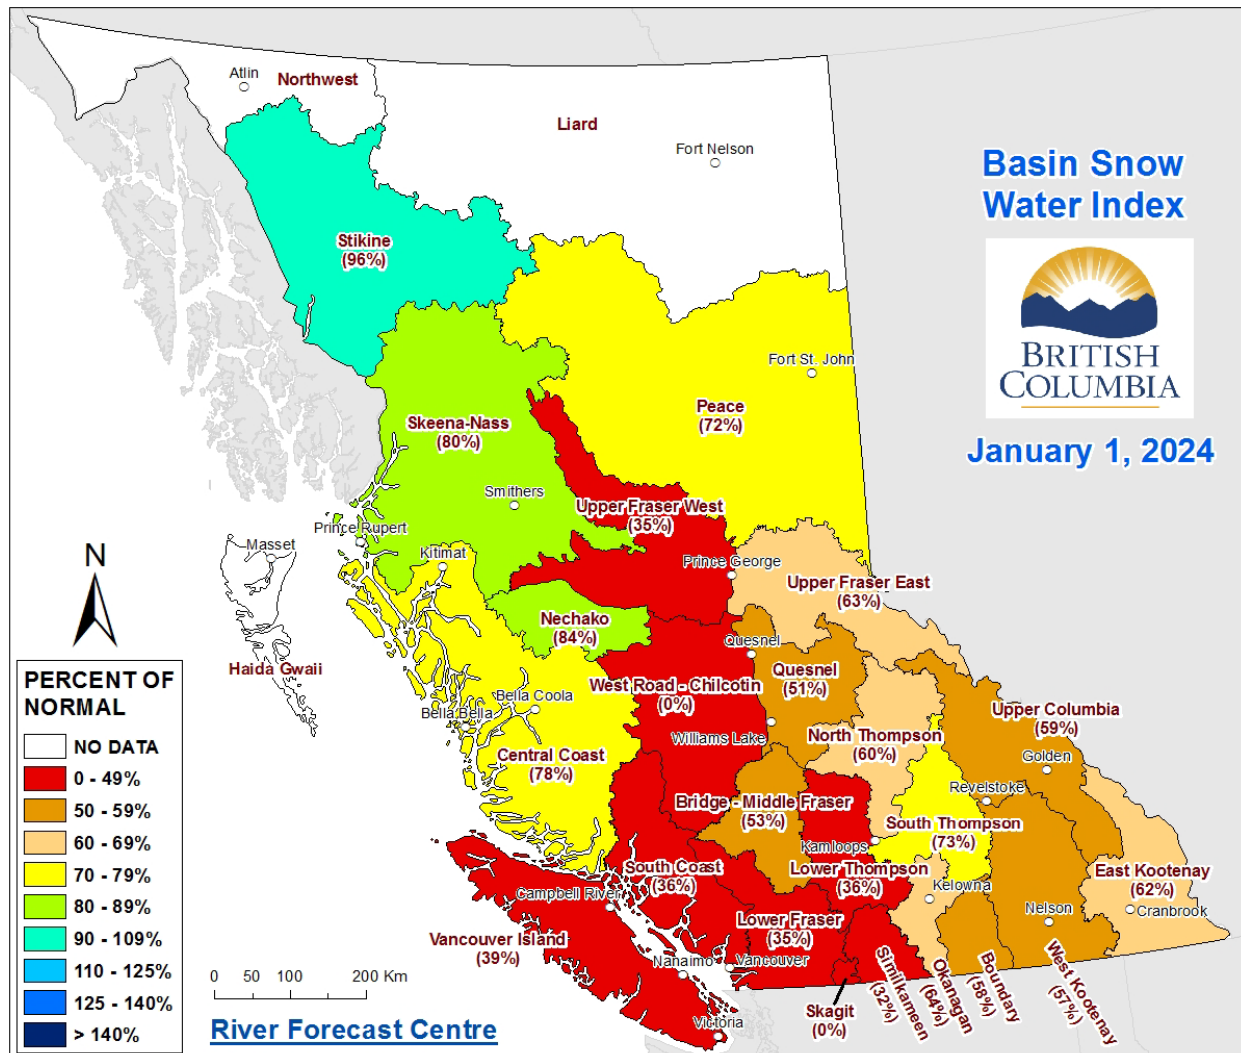 Atlin
Northwest
Liard
Fort Nelson
Basin Snow
Water Index
Stikine
(96%)
BRITISH
COLUMBIA
January 1, 2024
Fort St. John
Peace
(72%)
Skeena-Nass
(80%)
Smithers
Upper Fraser West
(35%)
Prince Rupert
Masset
Kitimat
Prince George
Upper Fraser East
(63%)
N
Nechako
(84%)
Quesnel
Haida Gwaii
Quesnel
(51%)
West Road - Chilcotin
(0%)
Bella Coola
Bella Bella
Upper Columbia
(59%)
Williams Lake
North Thompson
(60%)
Central Coast
(78%)
Golden
Revelstoke
Bridge - Middle Fraser
(53%)
South Thompson
(73%)
Kamloops
South Coast
(36%)
Lower Thompson
(36%)
East Kootenay
(62%)
Kelowna
Campbell River
Nelson
Cranbrook
Lower Fraser
(35%)
Vancouver Island
(39%)
Nanaimo
Vancouver
Similkameen
(32%)
Okanagan
(64%)
Boundary
(58%)
West Kootenay
(57%)
Skagit
(0%)
Victoria
PERCENT OF
NORMAL
NO DATA
0 - 49%
50 - 59%
60 - 69%
70 - 79%
80 - 89%
90 - 109%
110 - 125%
125 - 140%
> 140%
0 50 100 200 Km
River Forecast Centre